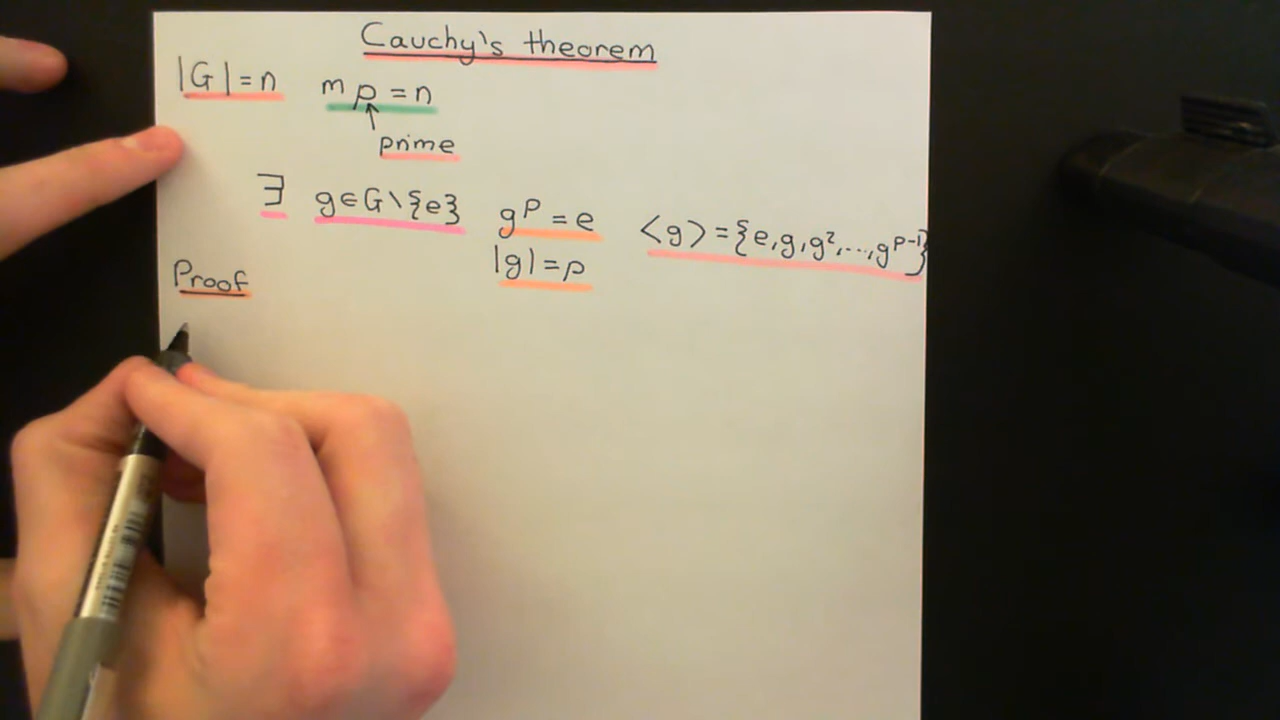 Cauchy's theorem
|G| = n  mp = n
↑
prime
∃ g∈G\{e} g^p = e <g> = {e, g, g², ..., g^{p-1}}
|g| = p
Proof